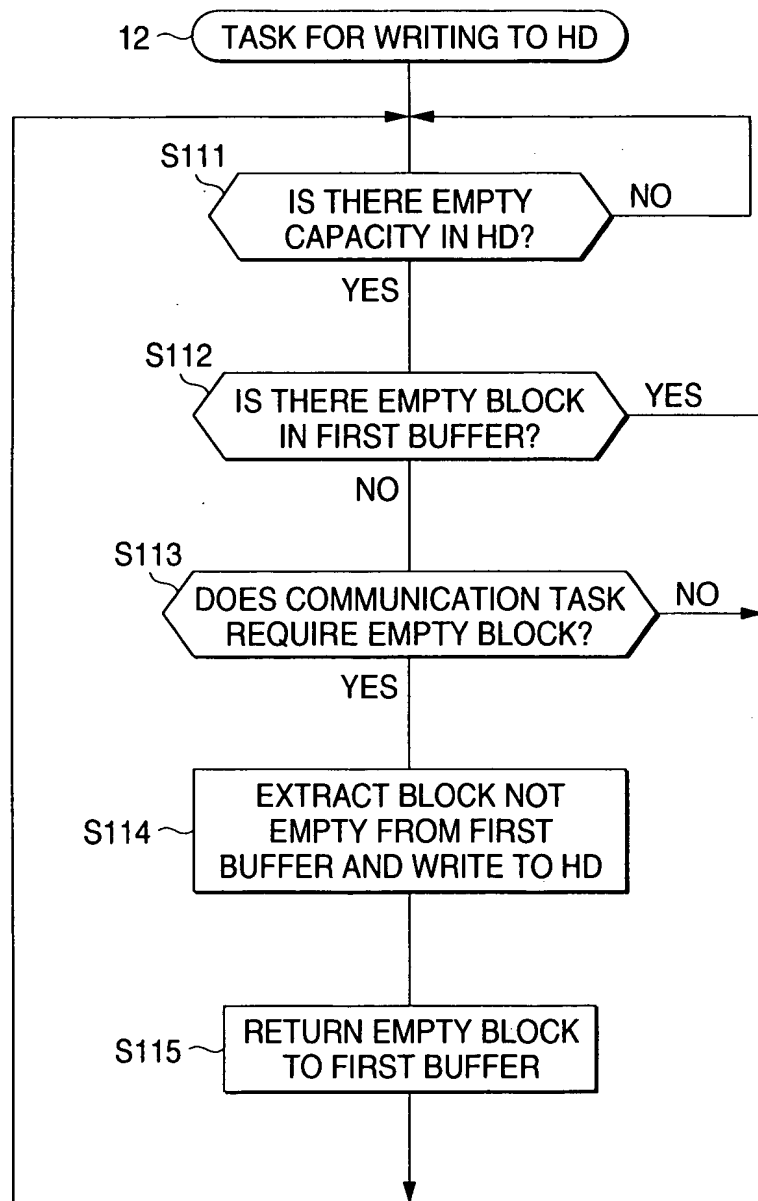 12
TASK FOR WRITING TO HD
S111
IS THERE EMPTY
CAPACITY IN HD?
NO
YES
S112
IS THERE EMPTY BLOCK
IN FIRST BUFFER?
YES
NO
S113
DOES COMMUNICATION TASK
REQUIRE EMPTY BLOCK?
NO
YES
S114
EXTRACT BLOCK NOT
EMPTY FROM FIRST
BUFFER AND WRITE TO HD
S115
RETURN EMPTY BLOCK
TO FIRST BUFFER